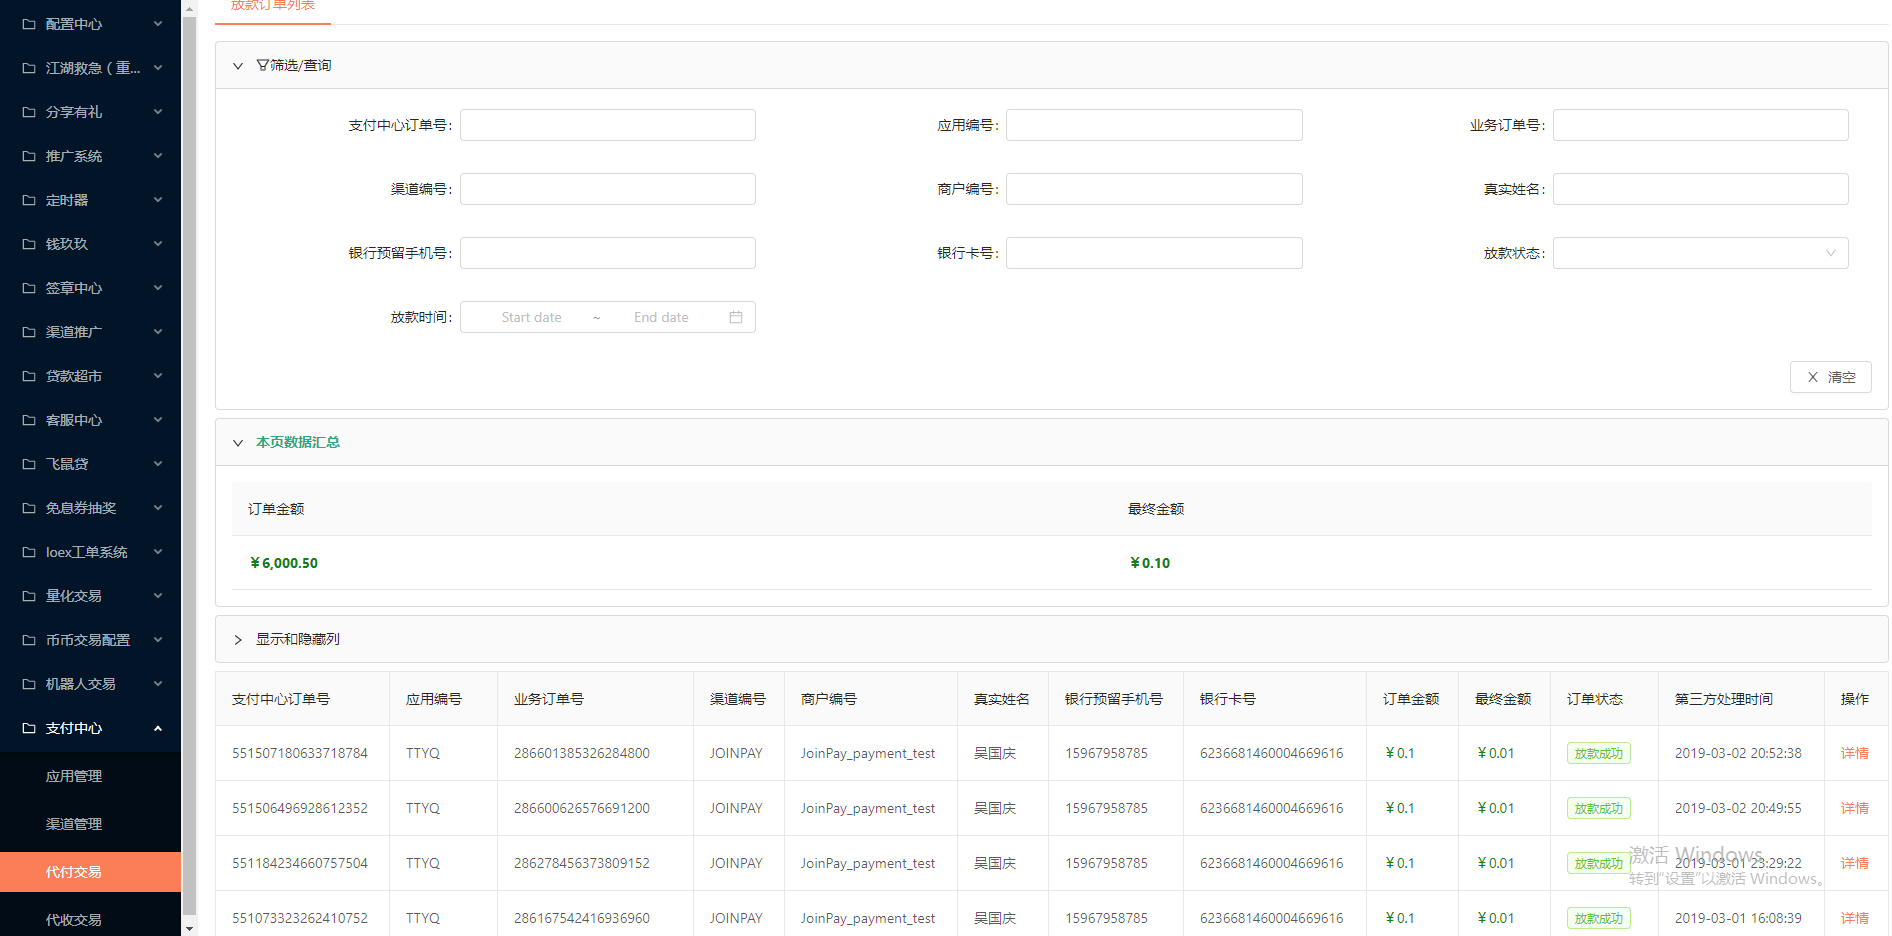 配置中心
江湖救急（重...
分享有礼
推广系统
定时器
钱玖玖
签章中心
渠道推广
贷款超市
客服中心
飞鼠贷
免息券抽奖
Ioex工单系统
量化交易
币币交易配置
机器人交易
支付中心
应用管理
渠道管理
代付交易
代收交易
放款订单列表
筛选/查询
支付中心订单号:
应用编号:
业务订单号:
渠道编号:
商户编号:
真实姓名:
银行预留手机号:
银行卡号:
放款状态:
放款时间: Start date ~ End date
清空
本页数据汇总
订单金额 最终金额
¥6,000.50 ¥0.10
显示和隐藏列
支付中心订单号 应用编号 业务订单号 渠道编号 商户编号 真实姓名 银行预留手机号 银行卡号 订单金额 最终金额 订单状态 第三方处理时间 操作
551507180633718784 TTYQ 286601385326284800 JOINPAY JoinPay_payment_test 吴国庆 15967958785 6236681460004669616 ¥0.1 ¥0.01 放款成功 2019-03-02 20:52:38 详情
551506496928612352 TTYQ 286600626576691200 JOINPAY JoinPay_payment_test 吴国庆 15967958785 6236681460004669616 ¥0.1 ¥0.01 放款成功 2019-03-02 20:49:55 详情
551184234660757504 TTYQ 286278456373809152 JOINPAY JoinPay_payment_test 吴国庆 15967958785 6236681460004669616 ¥0.1 ¥0.01 放款成功 2019-03-01 23:29:22 详情
551073323262410752 TTYQ 286167542416936960 JOINPAY JoinPay_payment_test 吴国庆 15967958785 6236681460004669616 ¥0.1 ¥0.01 放款成功 2019-03-01 16:08:39 详情
激活 Windows
转到"设置"以激活 Windows。